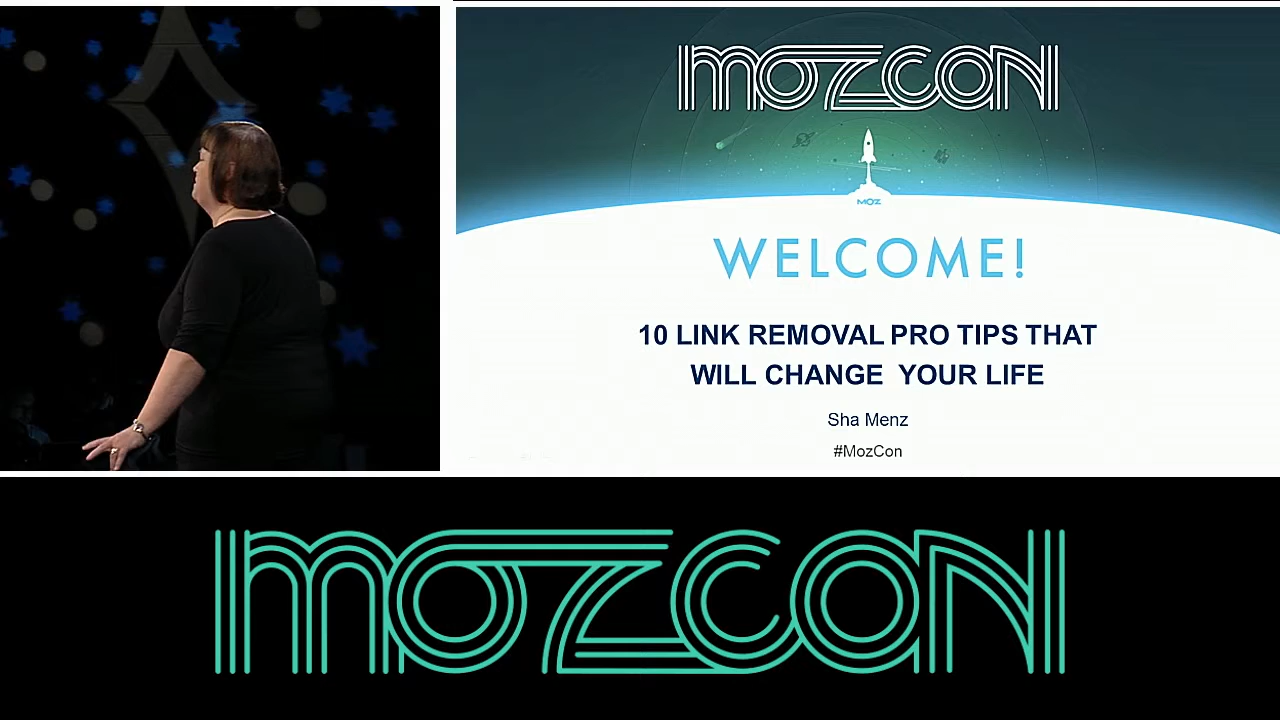 MOZCON
MOZ
WELCOME!
10 LINK REMOVAL PRO TIPS THAT
WILL CHANGE YOUR LIFE
Sha Menz
#MozCon
MOZCON